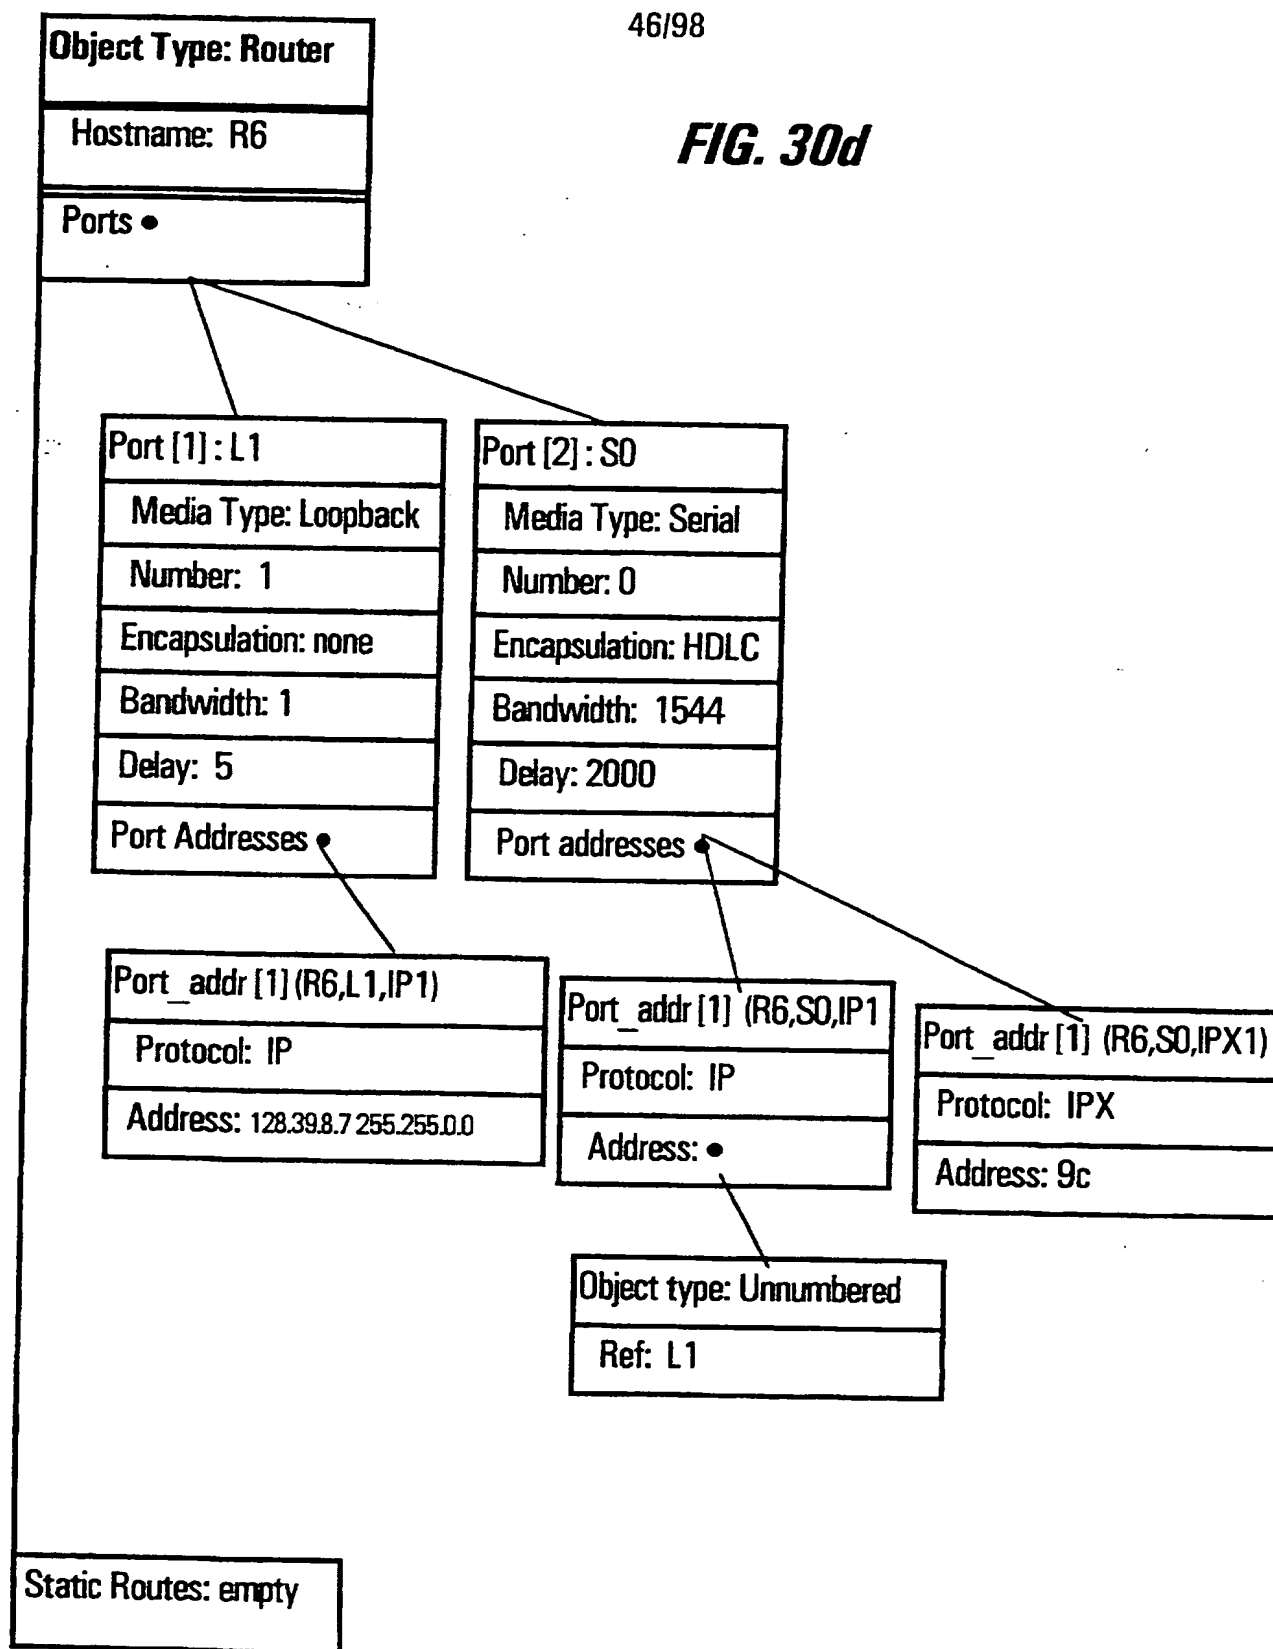 46/98
FIG. 30d
Object Type: Router
Hostname: R6
Ports •
Port [1] : L1
Media Type: Loopback
Number: 1
Encapsulation: none
Bandwidth: 1
Delay: 5
Port Addresses •
Port [2] : S0
Media Type: Serial
Number: 0
Encapsulation: HDLC
Bandwidth: 1544
Delay: 2000
Port addresses •
Port_addr [1] (R6,L1,IP1)
Protocol: IP
Address: 128.39.8.7 255.255.0.0
Port_addr [1] (R6,S0,IP1
Protocol: IP
Address: •
Port_addr [1] (R6,S0,IPX1)
Protocol: IPX
Address: 9c
Object type: Unnumbered
Ref: L1
Static Routes: empty